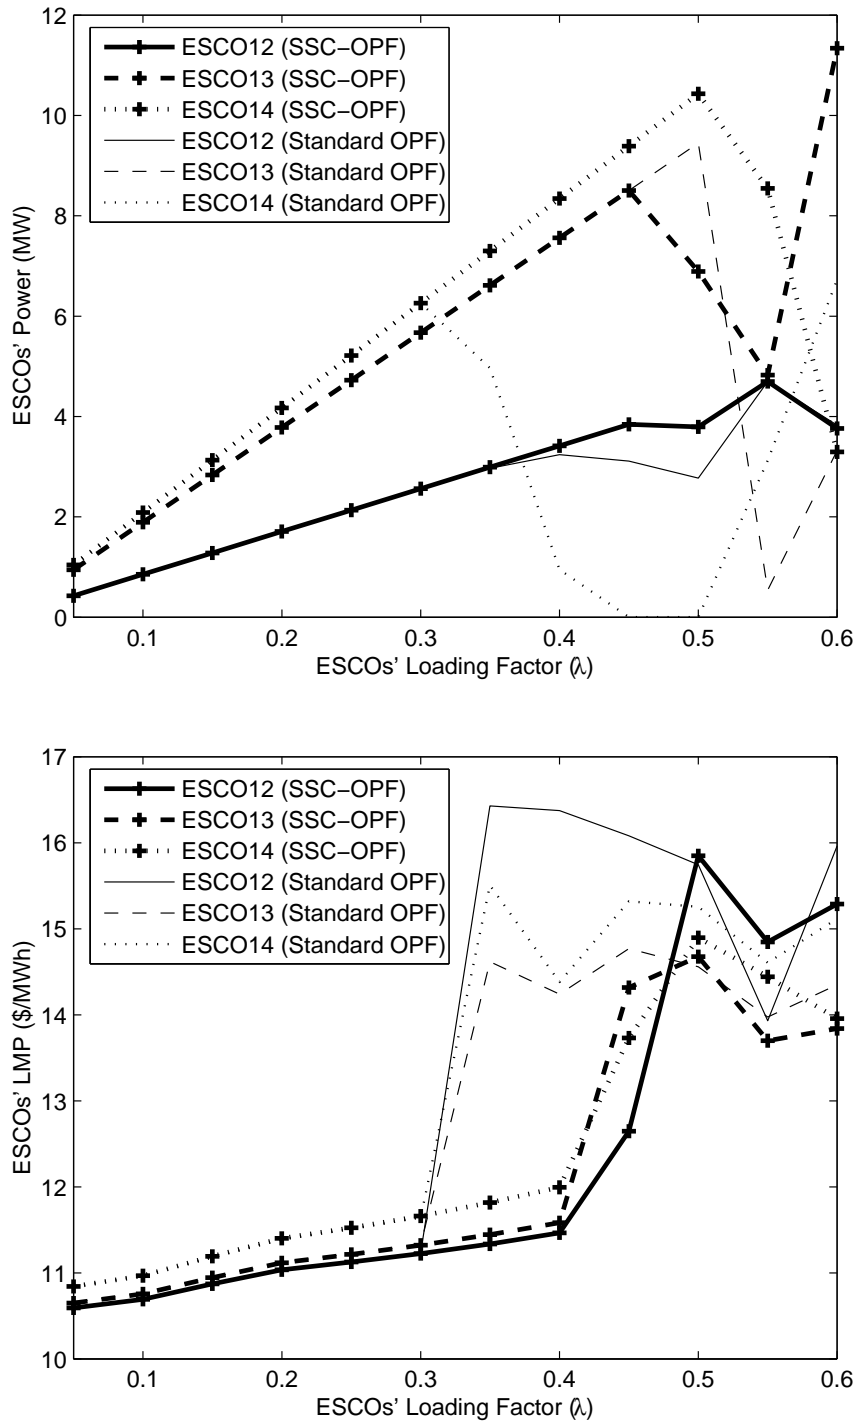 12
10
8
6
4
2
0
ESCOs' Power (MW)
ESCO12 (SSC−OPF)
ESCO13 (SSC−OPF)
ESCO14 (SSC−OPF)
ESCO12 (Standard OPF)
ESCO13 (Standard OPF)
ESCO14 (Standard OPF)
0.1 0.2 0.3 0.4 0.5 0.6
ESCOs' Loading Factor (λ)
17
16
15
14
13
12
11
10
ESCOs' LMP ($/MWh)
ESCO12 (SSC−OPF)
ESCO13 (SSC−OPF)
ESCO14 (SSC−OPF)
ESCO12 (Standard OPF)
ESCO13 (Standard OPF)
ESCO14 (Standard OPF)
0.1 0.2 0.3 0.4 0.5 0.6
ESCOs' Loading Factor (λ)